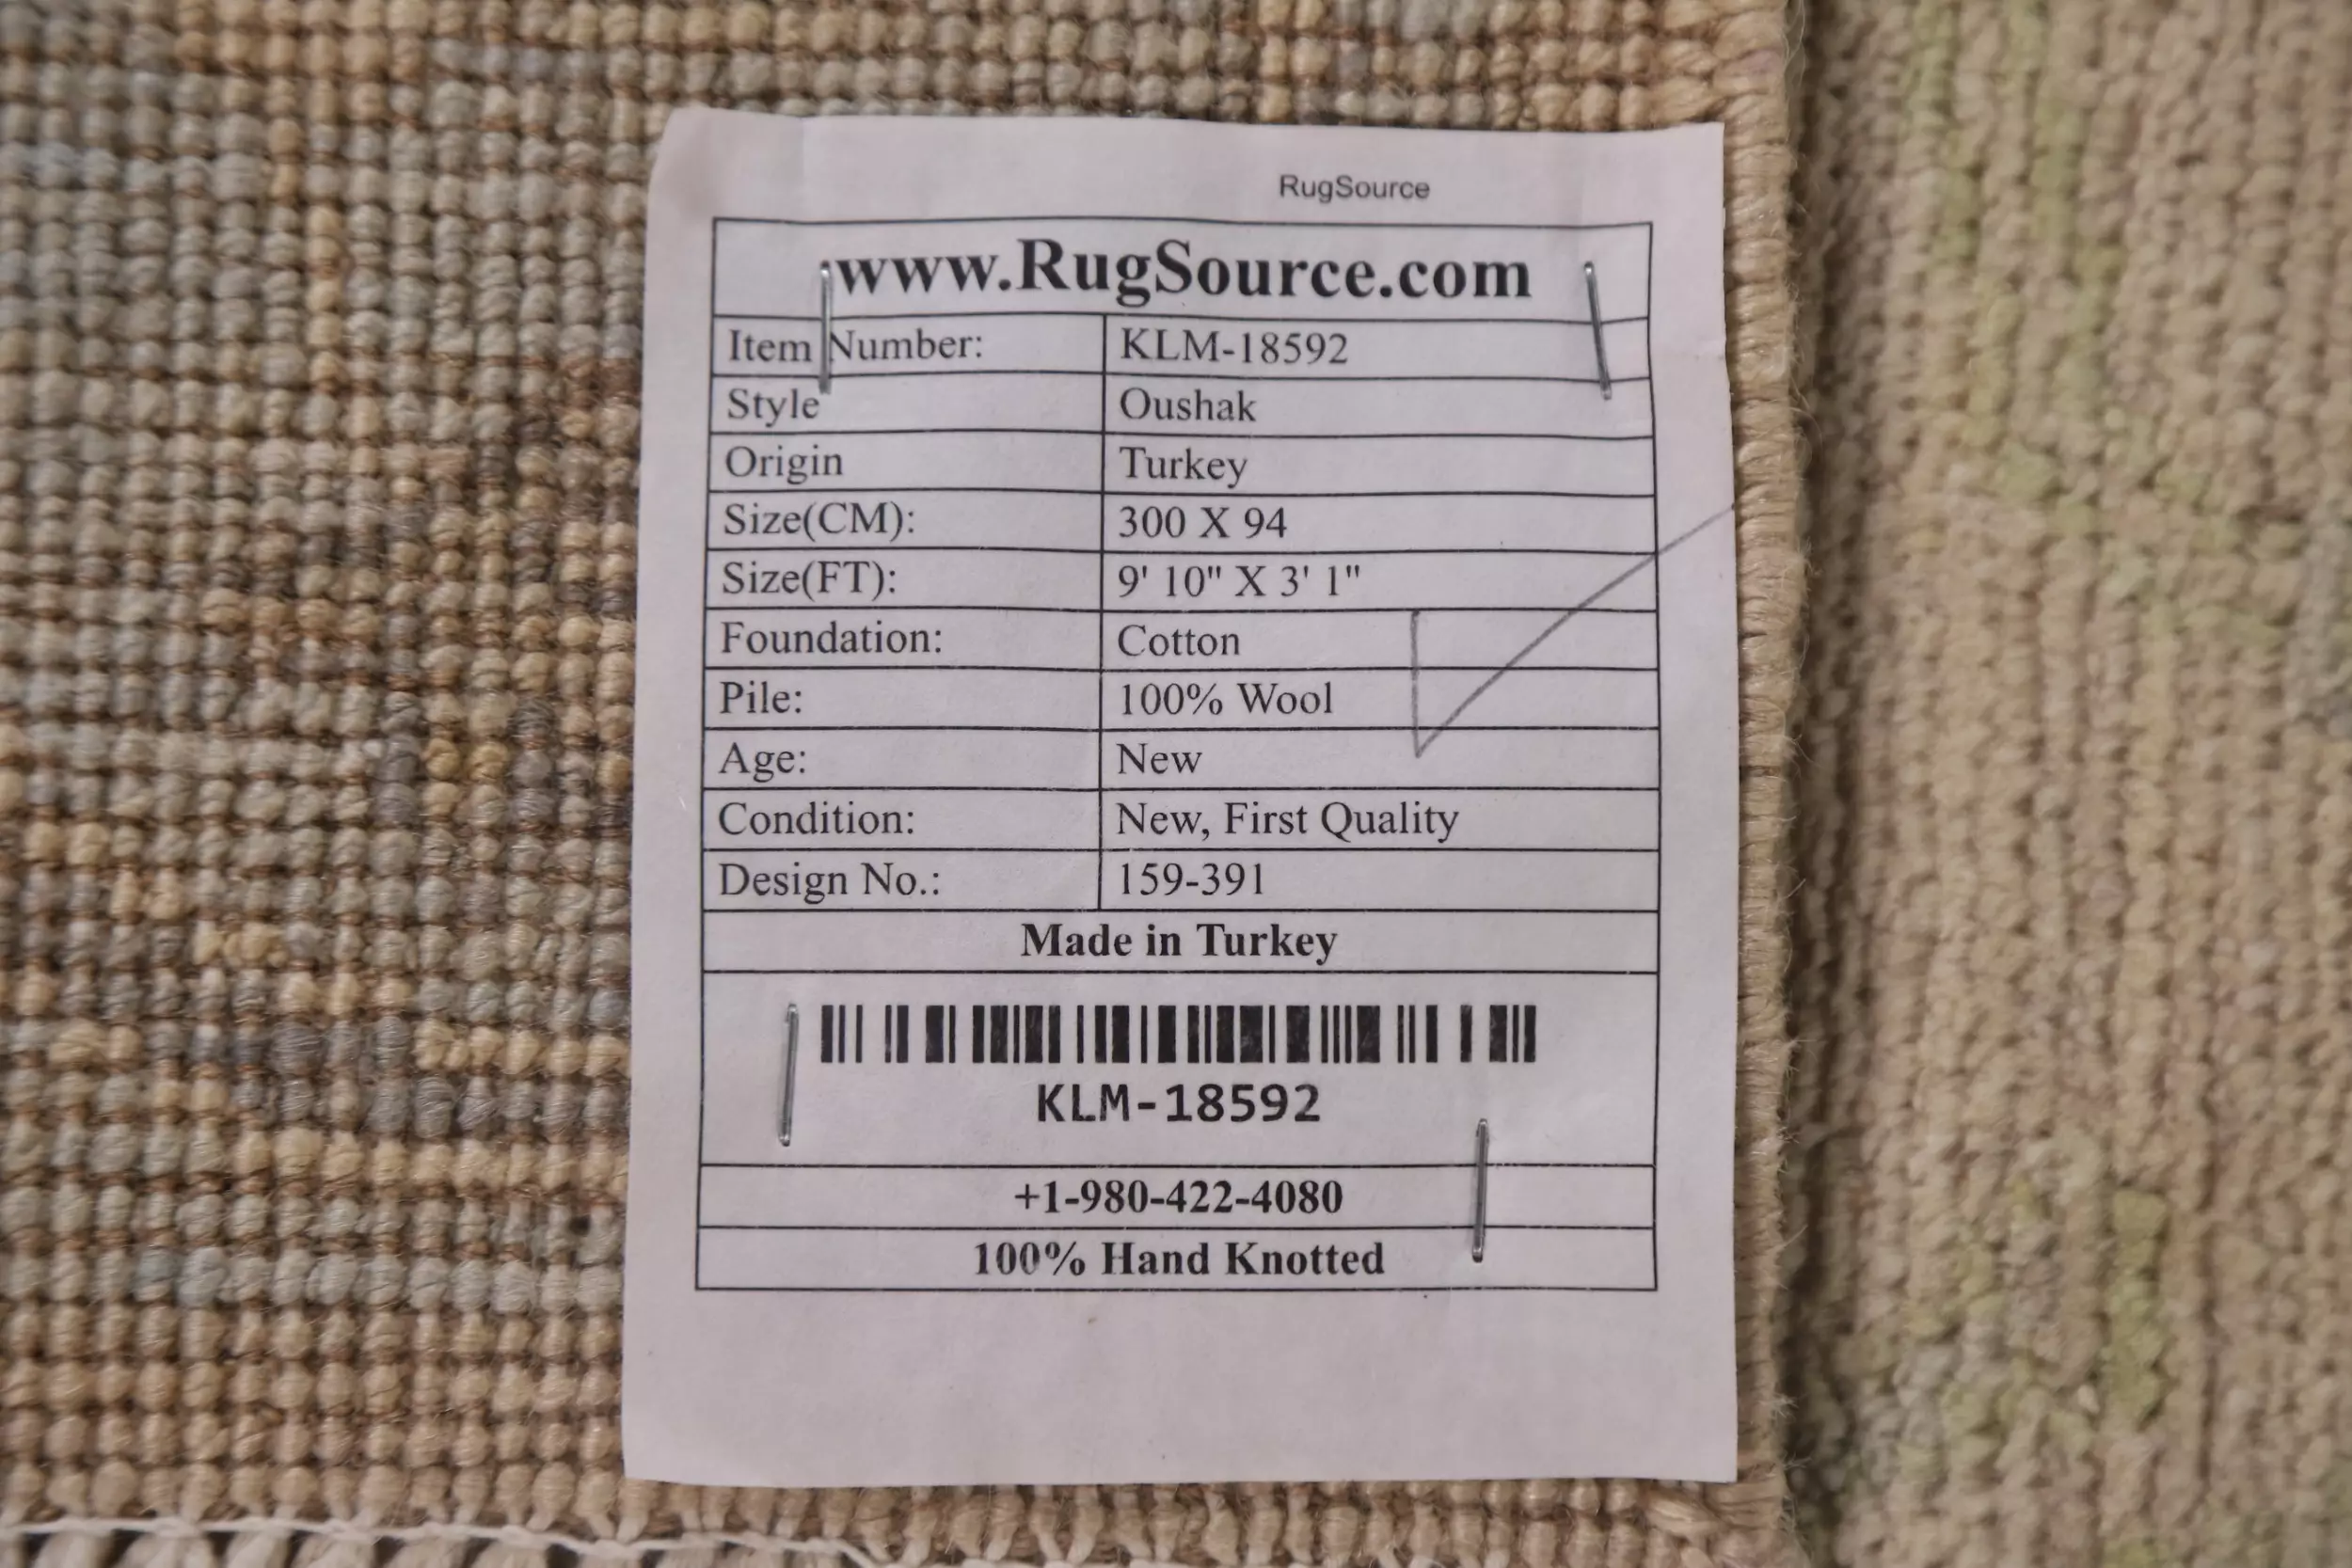 RugSource
www.RugSource.com
Item Number: KLM-18592
Style Oushak
Origin Turkey
Size(CM): 300 X 94
Size(FT): 9' 10" X 3' 1"
Foundation: Cotton
Pile: 100% Wool
Age: New
Condition: New, First Quality
Design No.: 159-391
Made in Turkey
KLM-18592
+1-980-422-4080
100% Hand Knotted